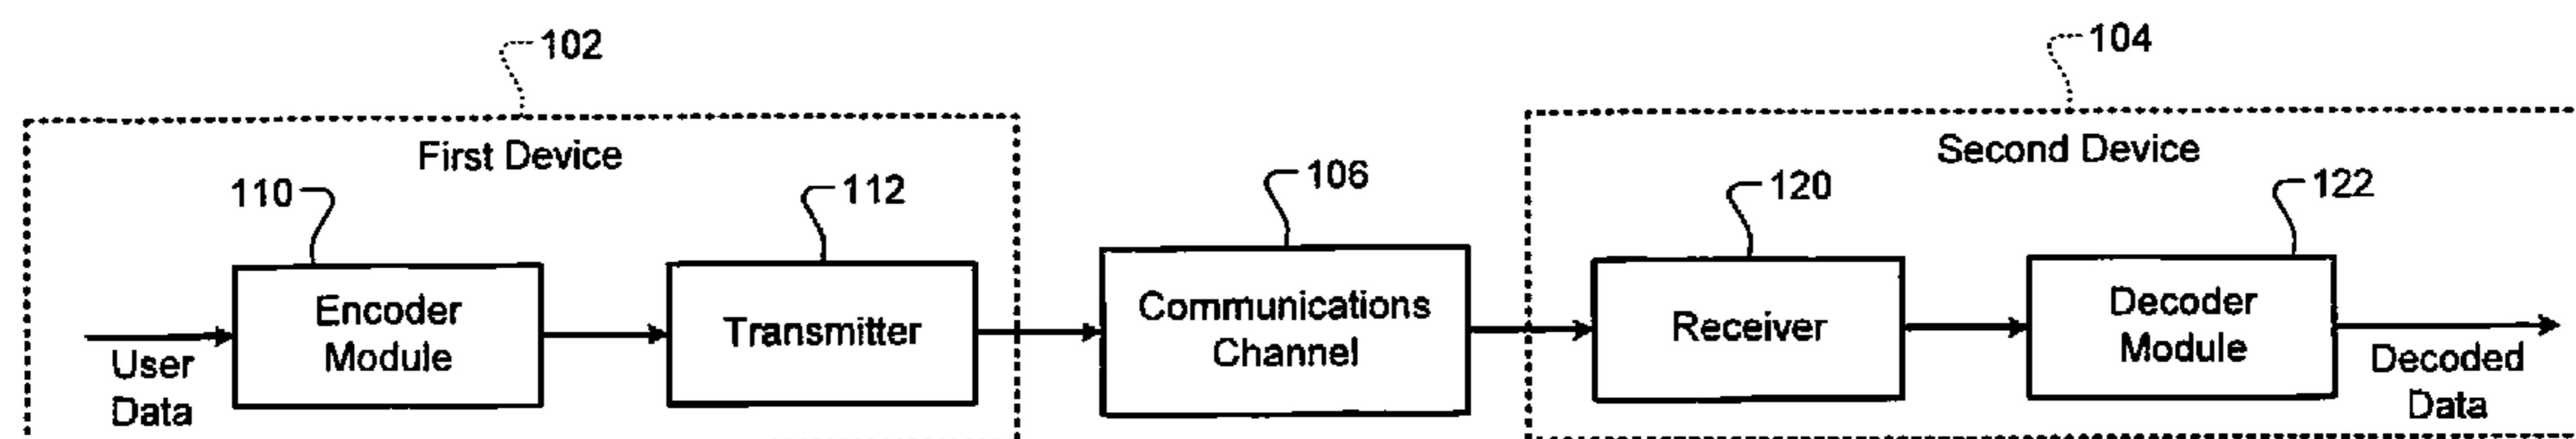 102
104
First Device
Second Device
110
112
106
120
122
Encoder
Module
Transmitter
Communications
Channel
Receiver
Decoder
Module
User
Data
Decoded
Data